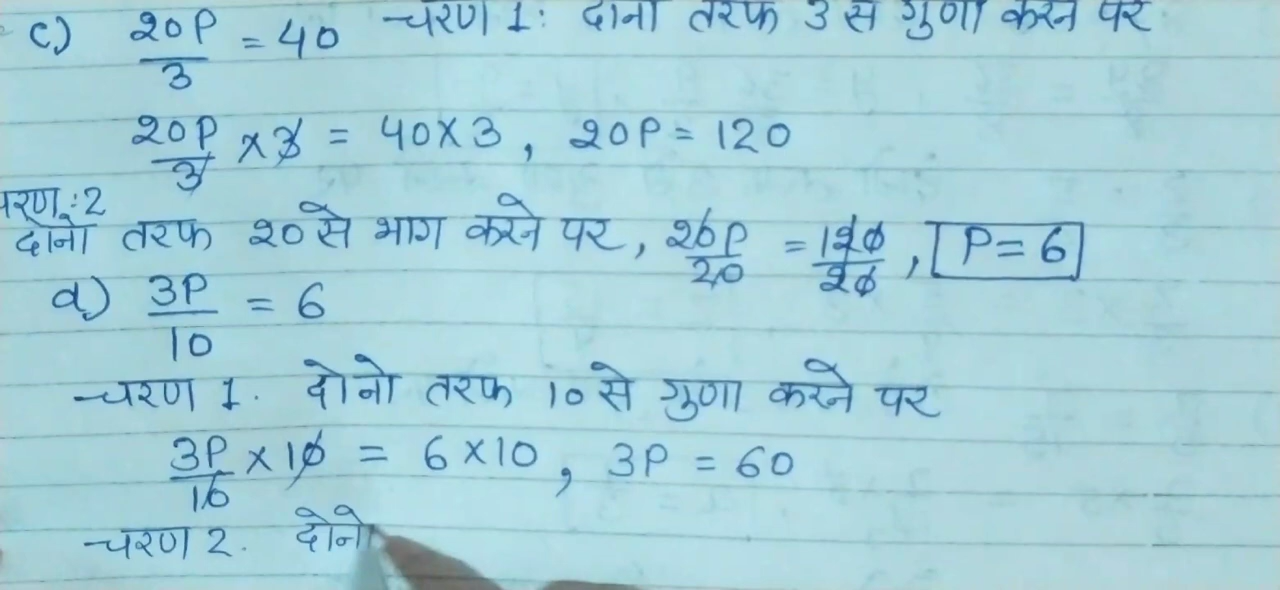 c) 20P/3 = 40 चरण 1: दोनो तरफ 3 से गुणा करने पर
20P/3 × 3 = 40 × 3, 20P = 120
चरण:2
दोनो तरफ 20 से भाग करने पर, 20P/20 = 120/20, P = 6
d) 3P/10 = 6
चरण 1. दोनो तरफ 10 से गुणा करने पर
3P/10 × 10 = 6 × 10, 3P = 60
चरण 2. दोनो